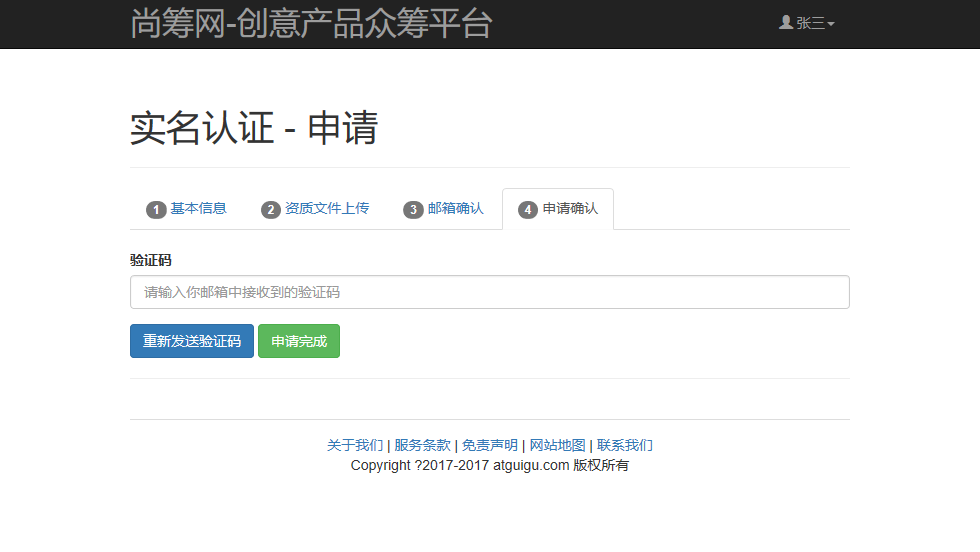 尚筹网-创意产品众筹平台
张三
实名认证 - 申请
1 基本信息 2 资质文件上传 3 邮箱确认 4 申请确认
验证码
请输入你邮箱中接收到的验证码
重新发送验证码 申请完成
关于我们 | 服务条款 | 免责声明 | 网站地图 | 联系我们
Copyright ?2017-2017 atguigu.com 版权所有